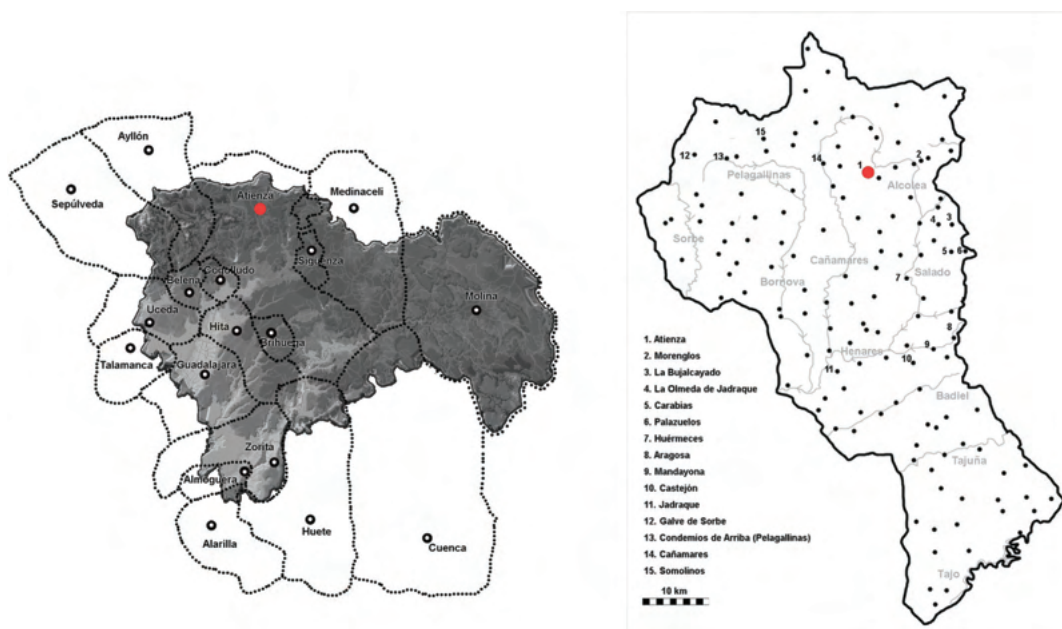 Ayllón
Sepúlveda
Medinaceli
Atienza
Sigüenza
Cogolludo
Beleña
Molina
Uceda
Hita
Brihuega
Talamanca
Guadalajara
Zorita
Almoguera
Alarilla
Huete
Cuenca
15
12
13
14
1
2
Pelagallinas
Alcolea
4
3
Sorbe
5
6
Cañamares
Salado
7
Bornova
8
9
Henares
10
11
Badiel
Tajuña
Tajo
1. Atienza
2. Morenglos
3. La Bujalcayado
4. La Olmeda de Jadraque
5. Carabias
6. Palazuelos
7. Huérmeces
8. Aragosa
9. Mandayona
10. Castejón
11. Jadraque
12. Galve de Sorbe
13. Condemios de Arriba (Pelagallinas)
14. Cañamares
15. Somolinos
10 km